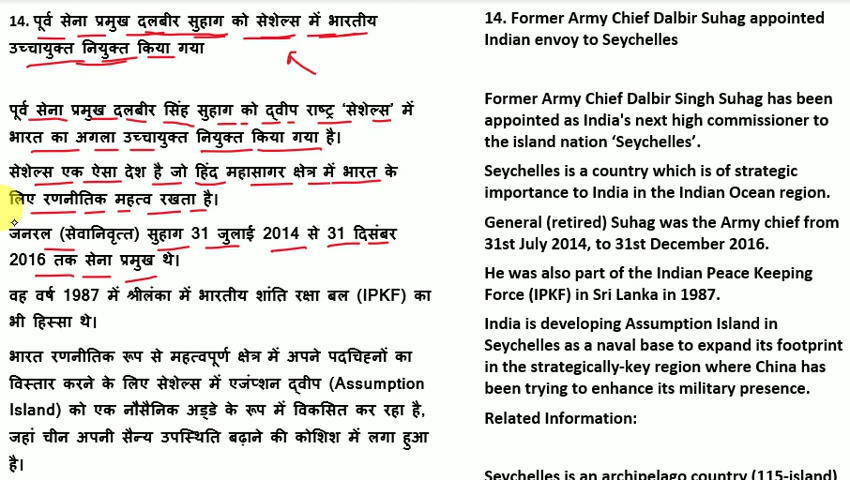 14. पूर्व सेना प्रमुख दलबीर सुहाग को सेशेल्स में भारतीय
उच्चायुक्त नियुक्त किया गया
पूर्व सेना प्रमुख दलबीर सिंह सुहाग को द्वीप राष्ट्र ‘सेशेल्स’ में
भारत का अगला उच्चायुक्त नियुक्त किया गया है।
सेशेल्स एक ऐसा देश है जो हिंद महासागर क्षेत्र में भारत के
लिए रणनीतिक महत्व रखता है।
जनरल (सेवानिवृत्त) सुहाग 31 जुलाई 2014 से 31 दिसंबर
2016 तक सेना प्रमुख थे।
वह वर्ष 1987 में श्रीलंका में भारतीय शांति रक्षा बल (IPKF) का
भी हिस्सा थे।
भारत रणनीतिक रूप से महत्वपूर्ण क्षेत्र में अपने पदचिह्नों का
विस्तार करने के लिए सेशेल्स में एजंप्शन द्वीप (Assumption
Island) को एक नौसैनिक अड्डे के रूप में विकसित कर रहा है,
जहां चीन अपनी सैन्य उपस्थिति बढ़ाने की कोशिश में लगा हुआ
है।
14. Former Army Chief Dalbir Suhag appointed
Indian envoy to Seychelles
Former Army Chief Dalbir Singh Suhag has been
appointed as India's next high commissioner to
the island nation ‘Seychelles’.
Seychelles is a country which is of strategic
importance to India in the Indian Ocean region.
General (retired) Suhag was the Army chief from
31st July 2014, to 31st December 2016.
He was also part of the Indian Peace Keeping
Force (IPKF) in Sri Lanka in 1987.
India is developing Assumption Island in
Seychelles as a naval base to expand its footprint
in the strategically-key region where China has
been trying to enhance its military presence.
Related Information:
Seychelles is an archipelago country (115-island)